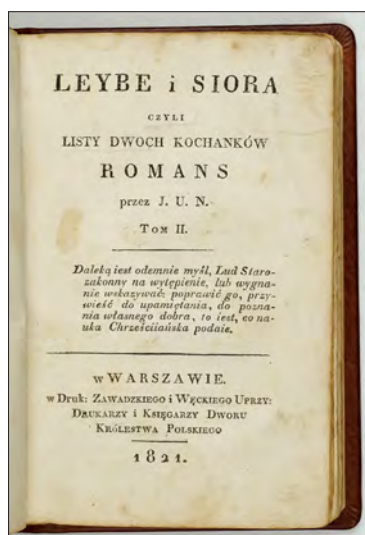 LEYBE i SIORA
CZYLI
LISTY DWOCH KOCHANKÓW
ROMANS
przez J. U. N.
TOM II.
Daleką iest odemnie myśl, Lud Staro-
zakonny na wytępienie, lub wygna-
nie wskazywać; poprawić go, przy-
wieść do upamiętania, do pozna-
nia własnego dobra, to iest, co na-
uka Chrześciiańska podaie.
w WARSZAWIE.
w Druk: ZAWADZKIEGO i WĘCKIEGO UPRZY:
DRUKARZY i KSIĘGARZY DWORU
KRÓLESTWA POLSKIEGO
1821.